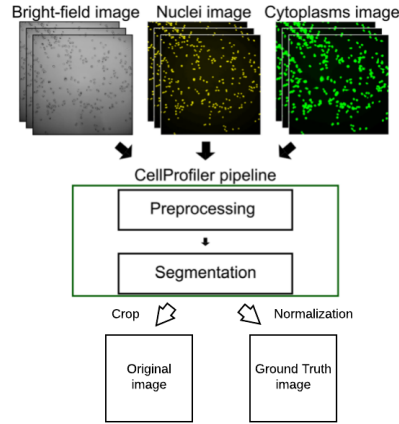 Bright-field image
Nuclei image
Cytoplasms image
CellProfiler pipeline
Preprocessing
Segmentation
Crop
Normalization
Original
image
Ground Truth
image